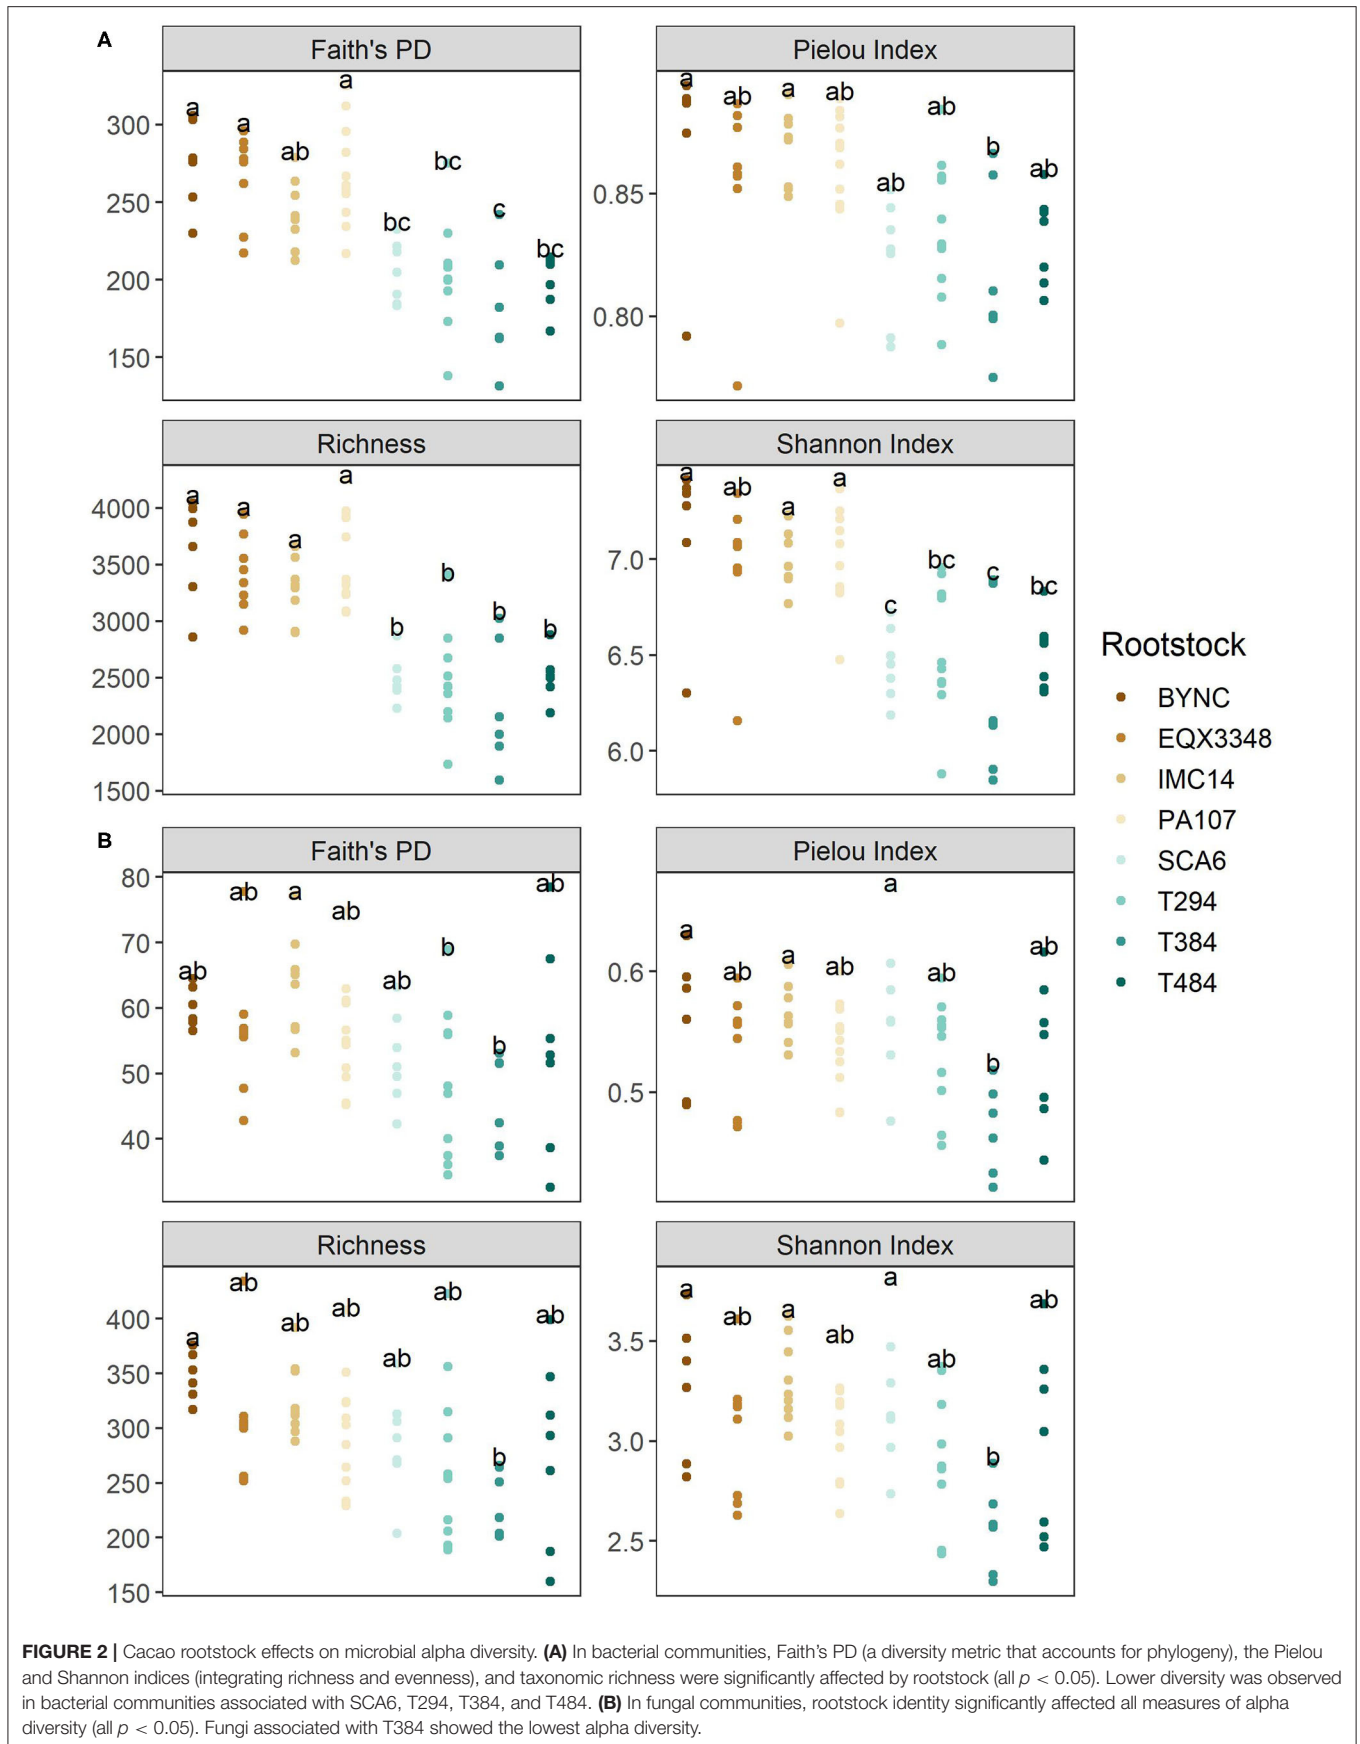 A
Faith's PD
Pielou Index
a a ab a bc bc c bc
a ab a ab ab ab b ab
300
250
200
150
0.85
0.80
Richness
Shannon Index
a a a a b b b b
a ab a a c bc c bc
4000
3500
3000
2500
2000
1500
7.0
6.5
6.0
Rootstock
BYNC
EQX3348
IMC14
PA107
SCA6
T294
T384
T484
B
Faith's PD
Pielou Index
ab ab a ab ab b b ab
a ab a ab a ab b ab
80
70
60
50
40
0.6
0.5
Richness
Shannon Index
a ab ab ab ab ab b ab
a ab a ab a ab b ab
400
350
300
250
200
150
3.5
3.0
2.5
FIGURE 2 | Cacao rootstock effects on microbial alpha diversity. (A) In bacterial communities, Faith's PD (a diversity metric that accounts for phylogeny), the Pielou
and Shannon indices (integrating richness and evenness), and taxonomic richness were significantly affected by rootstock (all p < 0.05). Lower diversity was observed
in bacterial communities associated with SCA6, T294, T384, and T484. (B) In fungal communities, rootstock identity significantly affected all measures of alpha
diversity (all p < 0.05). Fungi associated with T384 showed the lowest alpha diversity.